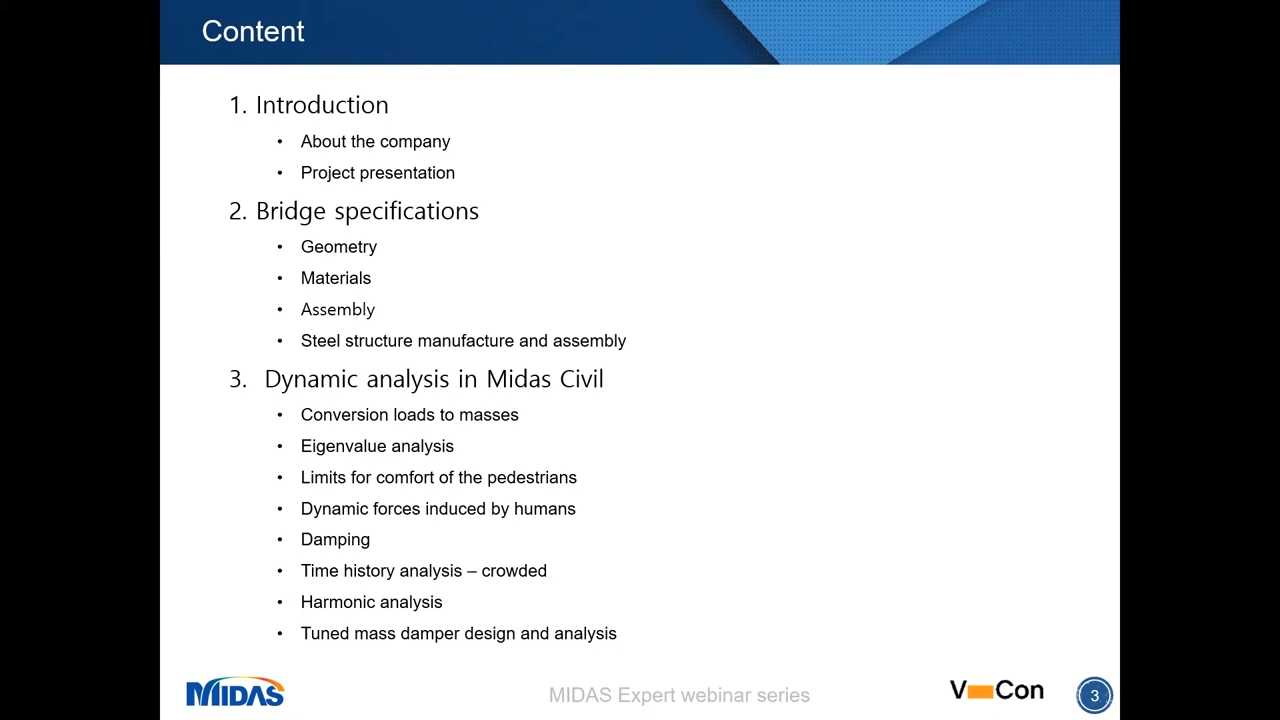 Content
1. Introduction
• About the company
• Project presentation
2. Bridge specifications
• Geometry
• Materials
• Assembly
• Steel structure manufacture and assembly
3. Dynamic analysis in Midas Civil
• Conversion loads to masses
• Eigenvalue analysis
• Limits for comfort of the pedestrians
• Dynamic forces induced by humans
• Damping
• Time history analysis – crowded
• Harmonic analysis
• Tuned mass damper design and analysis
MIDAS
MIDAS Expert webinar series
V Con
3